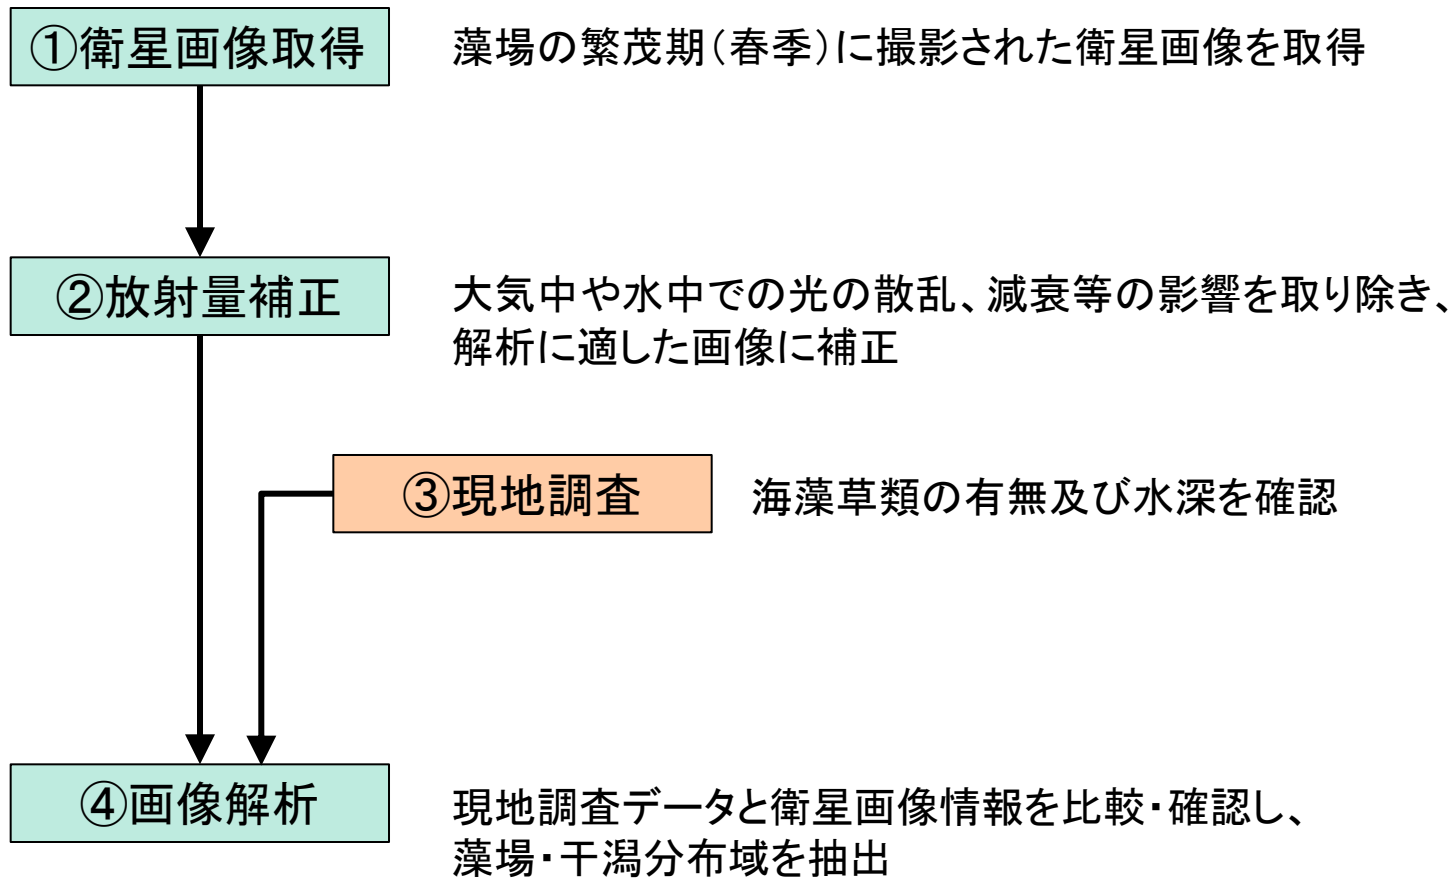 ①衛星画像取得
藻場の繁茂期（春季）に撮影された衛星画像を取得
②放射量補正
大気中や水中での光の散乱、減衰等の影響を取り除き、
解析に適した画像に補正
③現地調査
海藻草類の有無及び水深を確認
④画像解析
現地調査データと衛星画像情報を比較・確認し、
藻場・干潟分布域を抽出